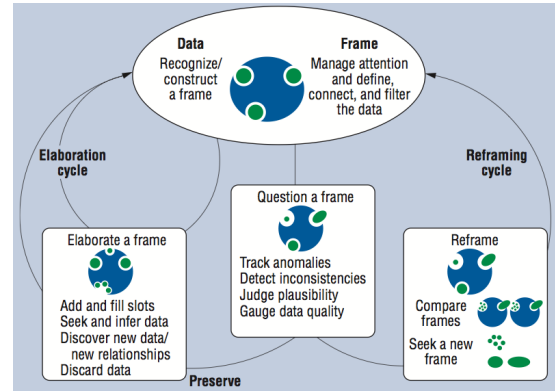 Data
Recognize/
construct
a frame
Frame
Manage attention
and define,
connect, and filter
the data
Elaboration
cycle
Reframing
cycle
Elaborate a frame
Add and fill slots
Seek and infer data
Discover new data/
new relationships
Discard data
Question a frame
Track anomalies
Detect inconsistencies
Judge plausibility
Gauge data quality
Reframe
Compare
frames
Seek a new
frame
Preserve